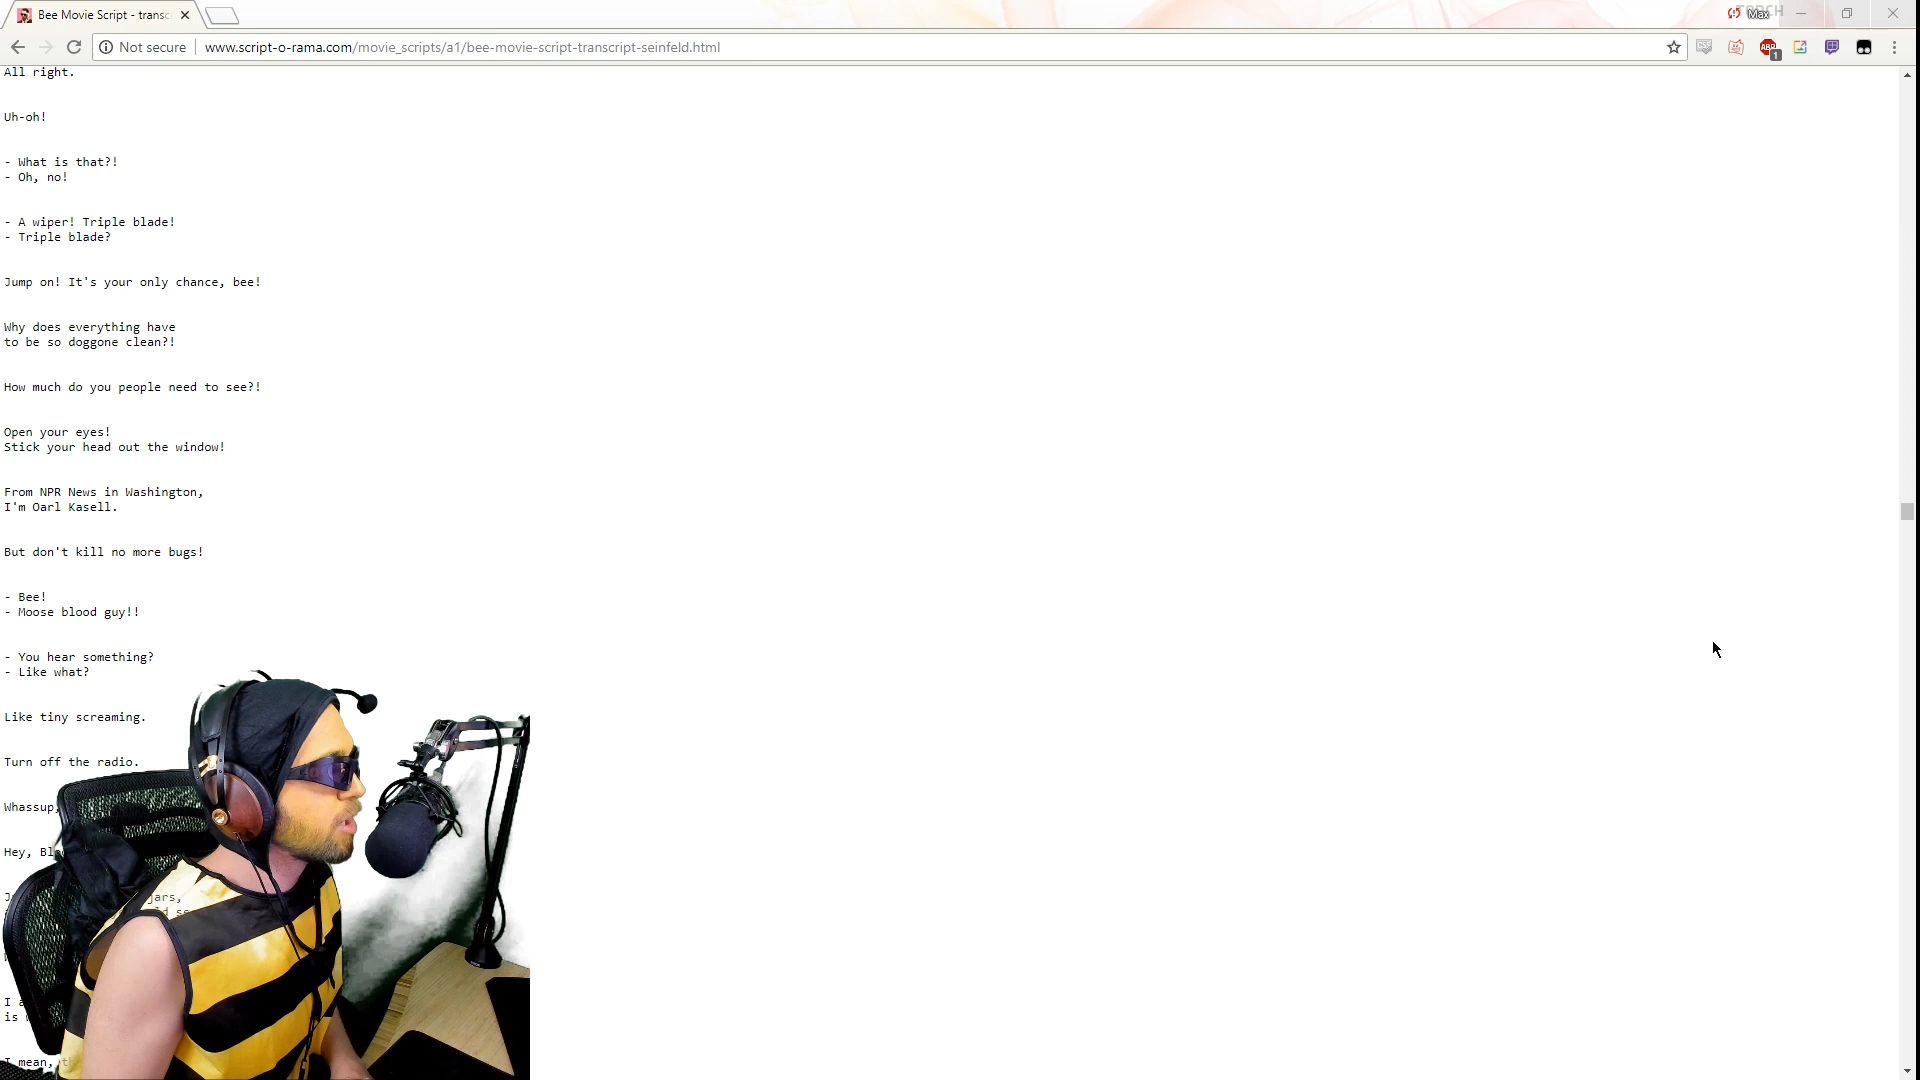 Bee Movie Script - transc
Max
Not secure
www.script-o-rama.com/movie_scripts/a1/bee-movie-script-transcript-seinfeld.html
ABP
1
All right.
Uh-oh!
- What is that?!
- Oh, no!
- A wiper! Triple blade!
- Triple blade?
Jump on! It's your only chance, bee!
Why does everything have
to be so doggone clean?!
How much do you people need to see?!
Open your eyes!
Stick your head out the window!
From NPR News in Washington,
I'm Oarl Kasell.
But don't kill no more bugs!
- Bee!
- Moose blood guy!!
- You hear something?
- Like what?
Like tiny screaming.
Turn off the radio.
Whassup,
Hey,
jars,
I
is
I mean,